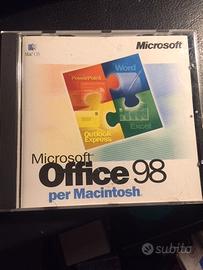 Mac OS
Microsoft
PowerPoint
Word
Outlook
Express
Excel
Microsoft
Office 98
per Macintosh
subito